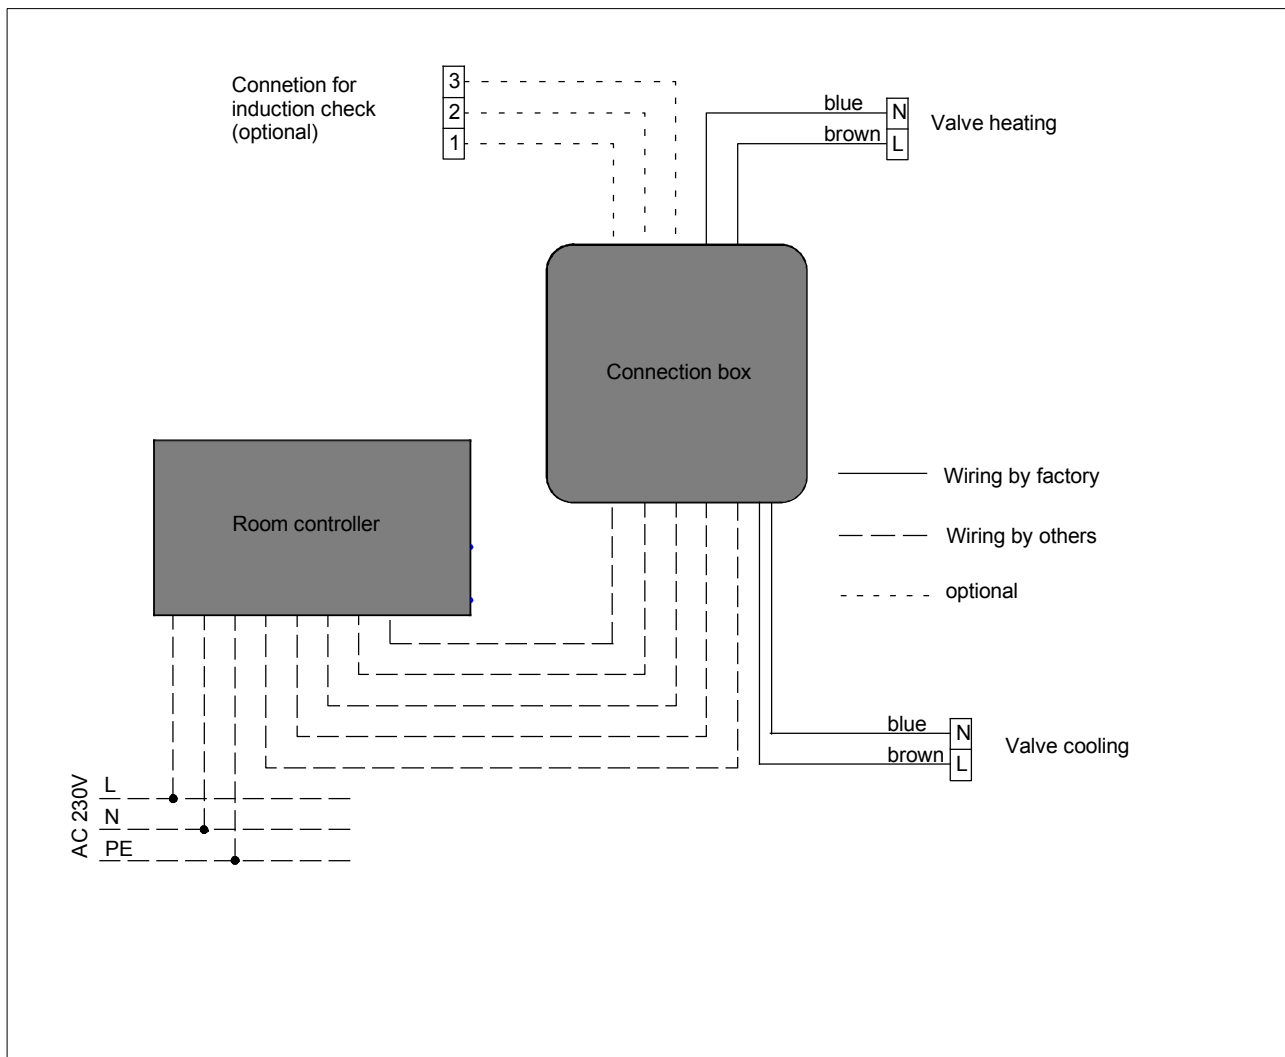 Connetion for
induction check
(optional)
3
2
1
blue
N
brown
L
Valve heating
Connection box
Room controller
Wiring by factory
Wiring by others
optional
blue
N
brown
L
Valve cooling
AC 230V
L
N
PE